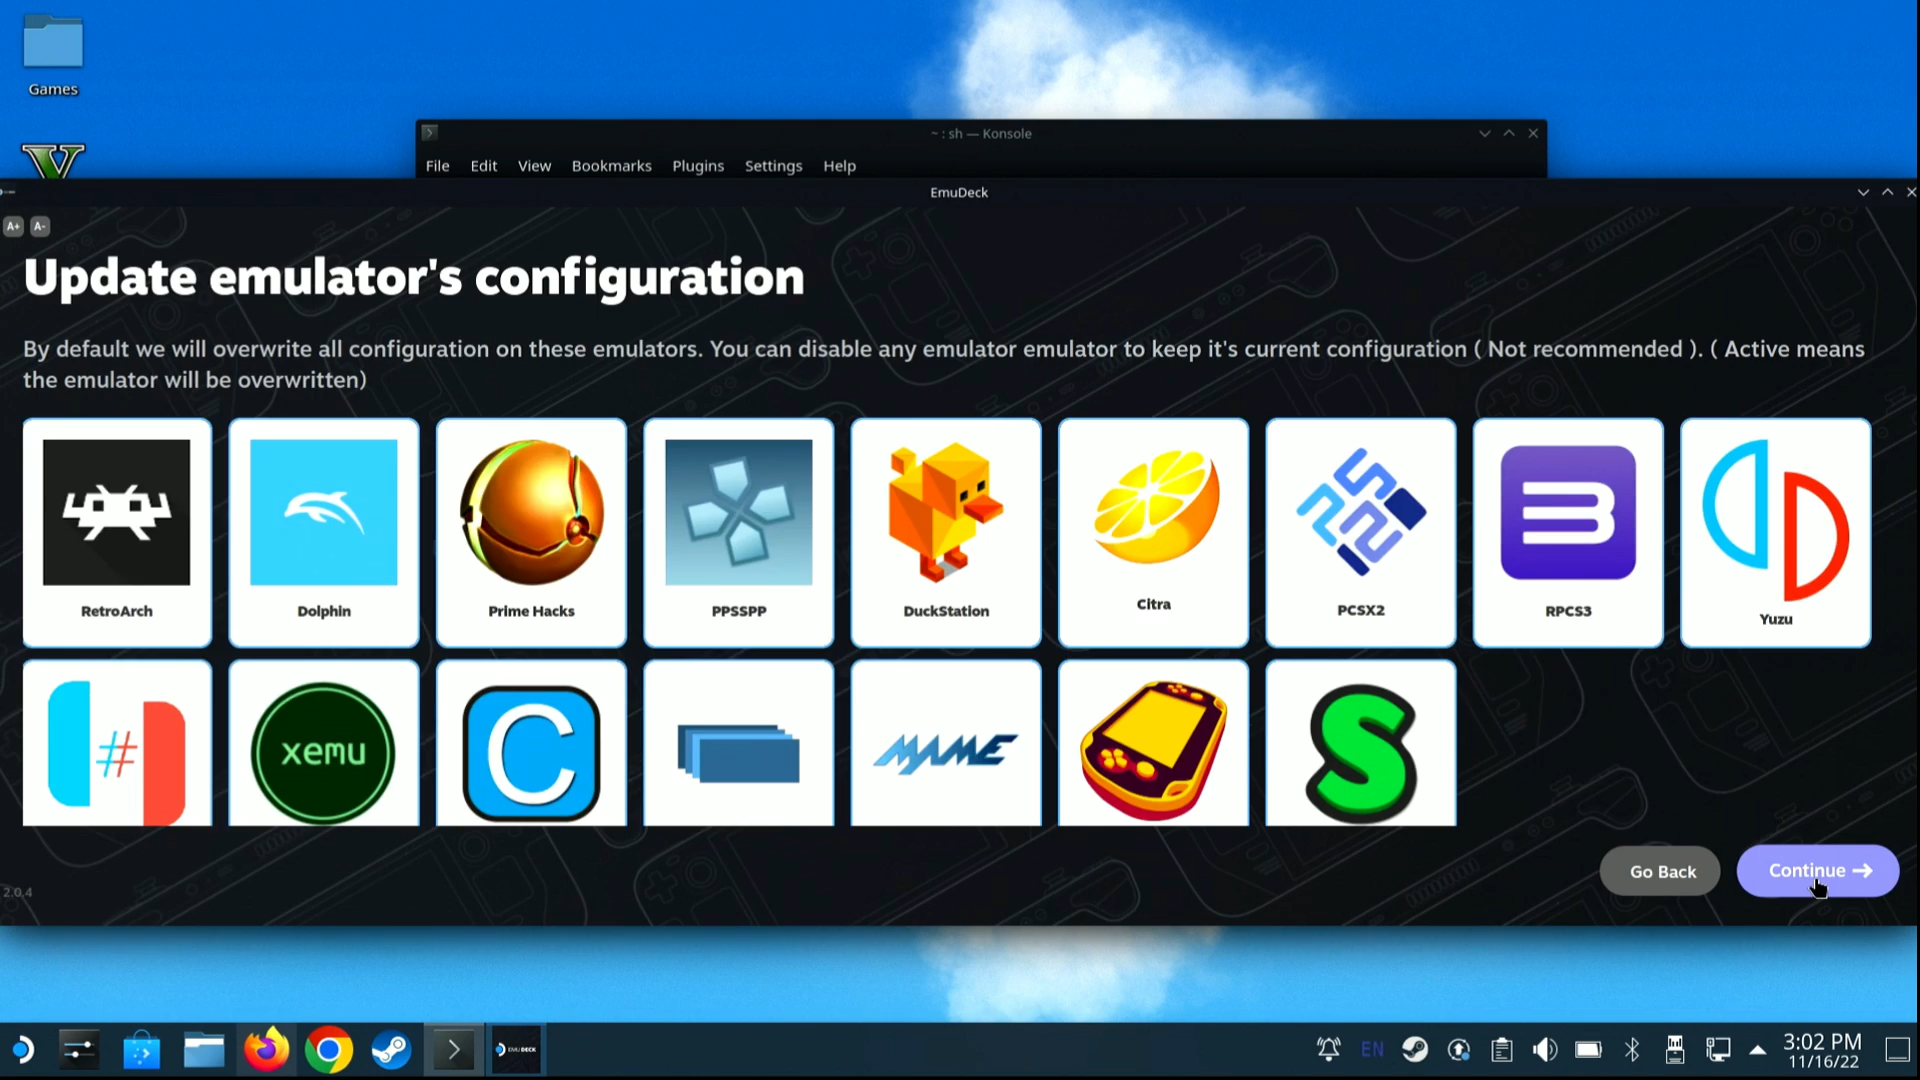 Games
~ : sh — Konsole
File Edit View Bookmarks Plugins Settings Help
EmuDeck
A+ A-
Update emulator's configuration
By default we will overwrite all configuration on these emulators. You can disable any emulator emulator to keep it's current configuration ( Not recommended ). ( Active means
the emulator will be overwritten)
RetroArch
Dolphin
Prime Hacks
PPSSPP
DuckStation
Citra
PCSX2
RPCS3
Yuzu
#
xemu
C
MAME
S
Go Back
Continue →
2.0.4
EMU DECK
EN
3:02 PM
11/16/22